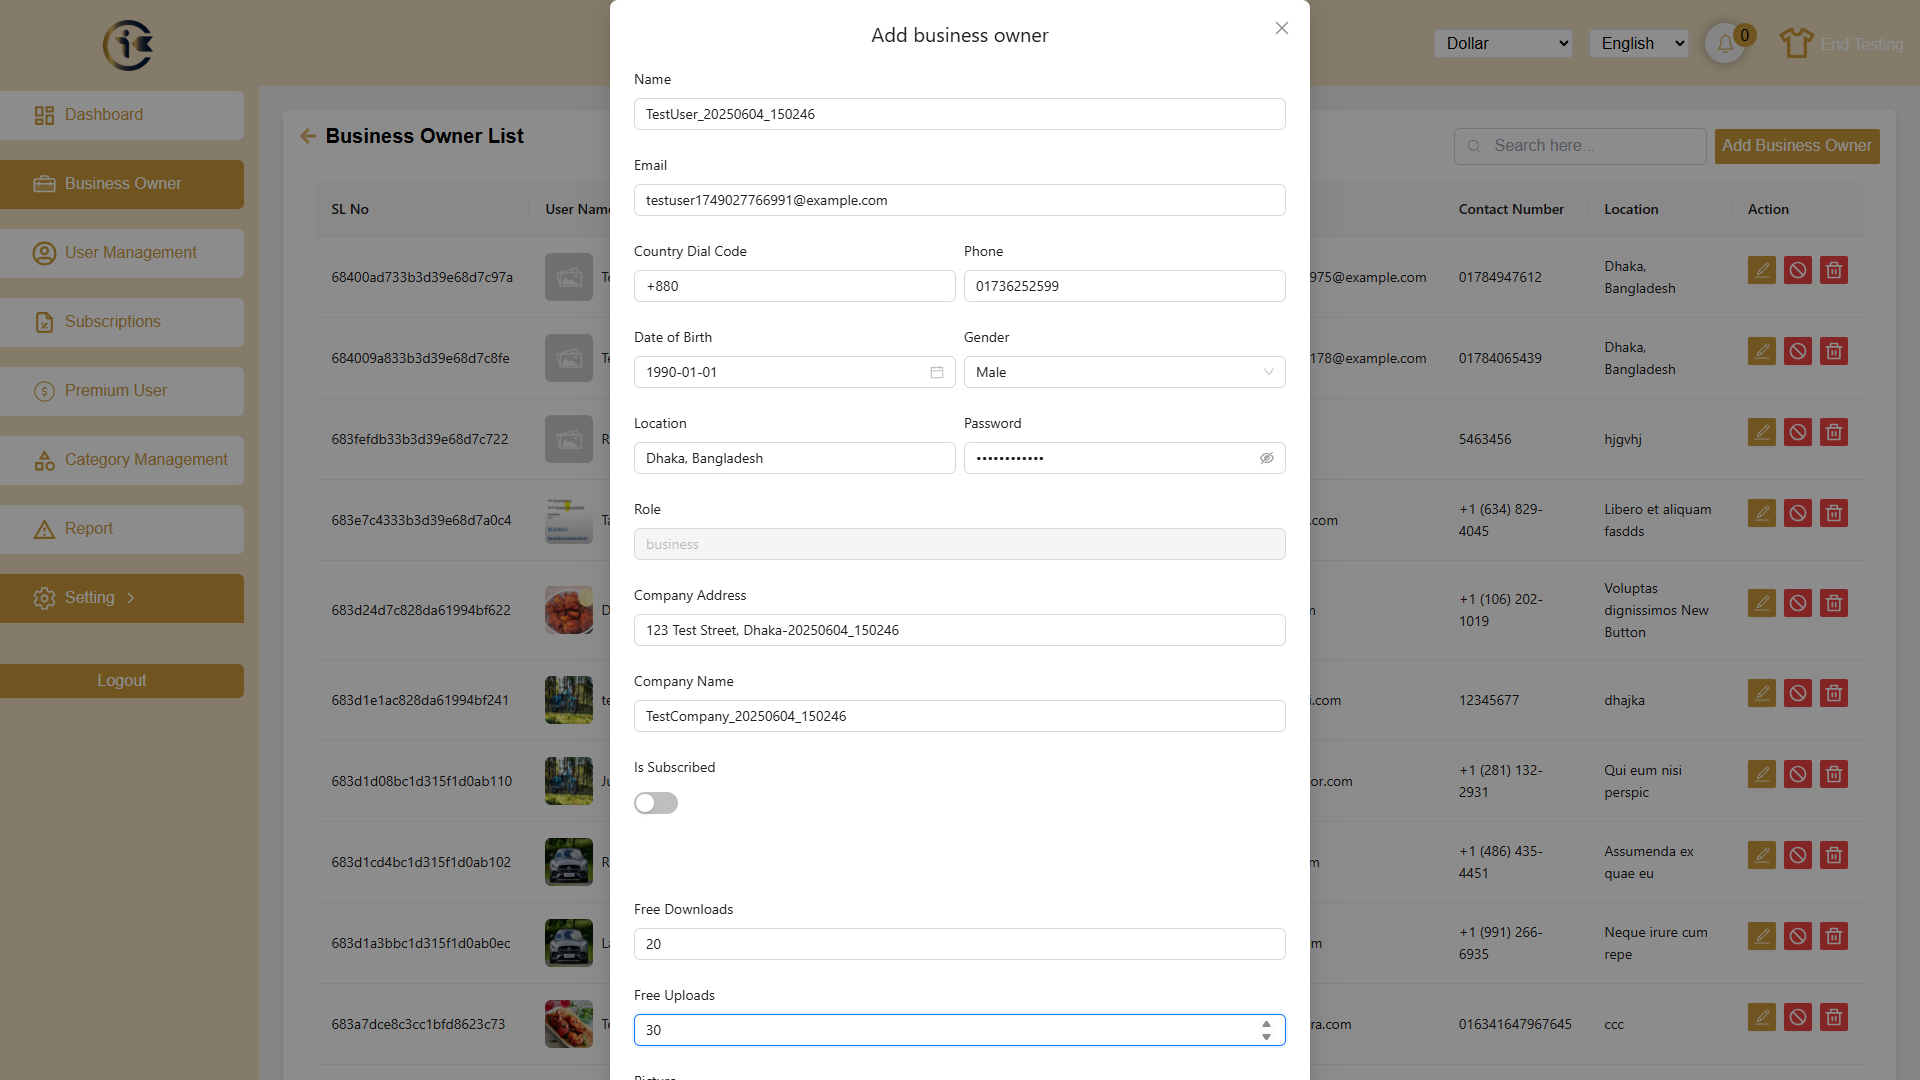 Add business owner
Dollar
English
0
End Testing
Dashboard
Business Owner
User Management
Subscriptions
Premium User
Category Management
Report
Setting
Logout
Business Owner List
Search here...
Add Business Owner
SL No
User Name
Contact Number
Location
Action
68400ad733b3d39e68d7c97a
975@example.com
01784947612
Dhaka,
Bangladesh
684009a833b3d39e68d7c8fe
178@example.com
01784065439
Dhaka,
Bangladesh
683fefdb33b3d39e68d7c722
R
5463456
hjgvhj
683e7c4333b3d39e68d7a0c4
Ta
.com
+1 (634) 829-
4045
Libero et aliquam
fasdds
683d24d7c828da61994bf622
D
+1 (106) 202-
1019
Voluptas
dignissimos New
Button
683d1e1ac828da61994bf241
te
i.com
12345677
dhajka
683d1d08bc1d315f1d0ab110
Ju
or.com
+1 (281) 132-
2931
Qui eum nisi
perspic
683d1cd4bc1d315f1d0ab102
R
m
+1 (486) 435-
4451
Assumenda ex
quae eu
683d1a3bbc1d315f1d0ab0ec
La
m
+1 (991) 266-
6935
Neque irure cum
repe
683a7dce8c3cc1bfd8623c73
Te
ra.com
016341647967645
ccc
Name
TestUser_20250604_150246
Email
testuser1749027766991@example.com
Country Dial Code
Phone
+880
01736252599
Date of Birth
Gender
1990-01-01
Male
Location
Password
Dhaka, Bangladesh
••••••••••••
Role
business
Company Address
123 Test Street, Dhaka-20250604_150246
Company Name
TestCompany_20250604_150246
Is Subscribed
Free Downloads
20
Free Uploads
30
Picture